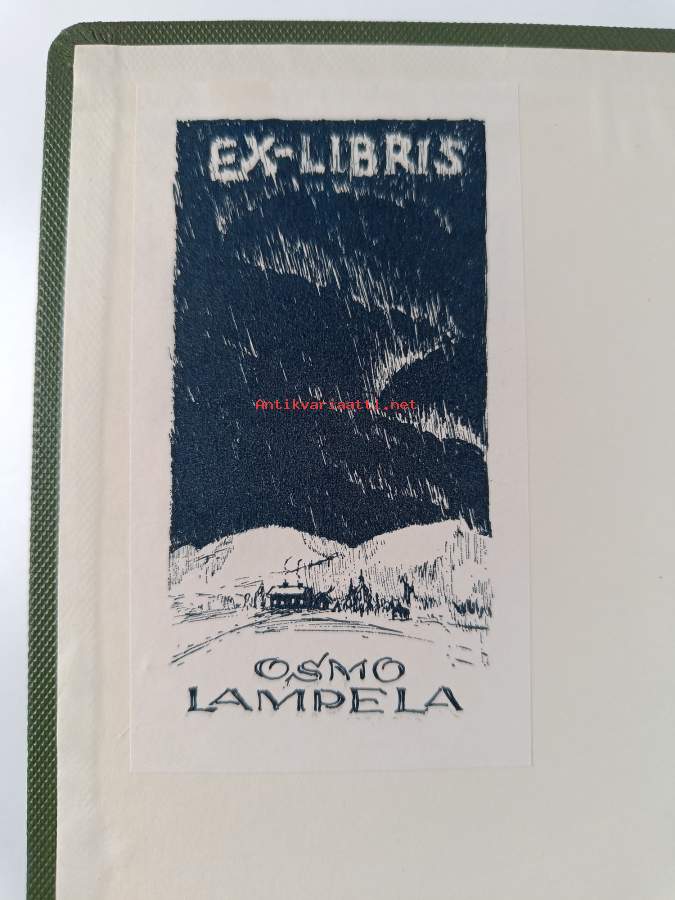 EX-LIBRIS
Antikvariaatti.net
OSMO
LAMPELA